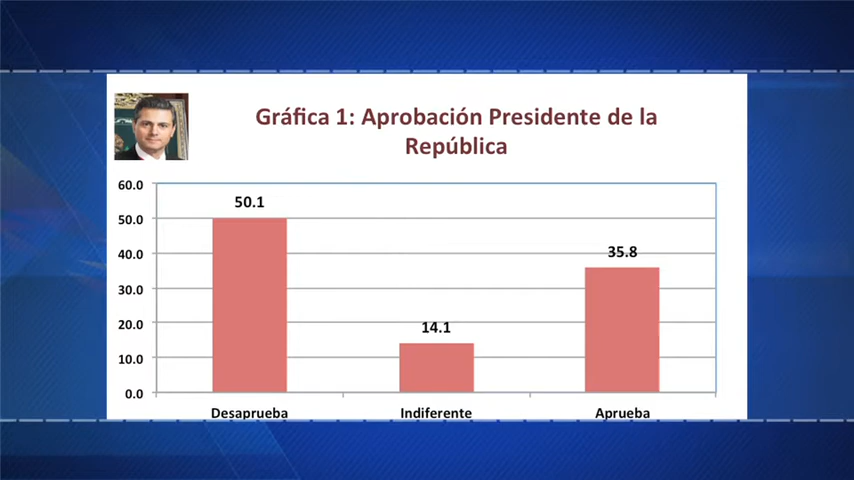 Gráfica 1: Aprobación Presidente de la
República
60.0
50.0
40.0
30.0
20.0
10.0
0.0
50.1
14.1
35.8
Desaprueba
Indiferente
Aprueba